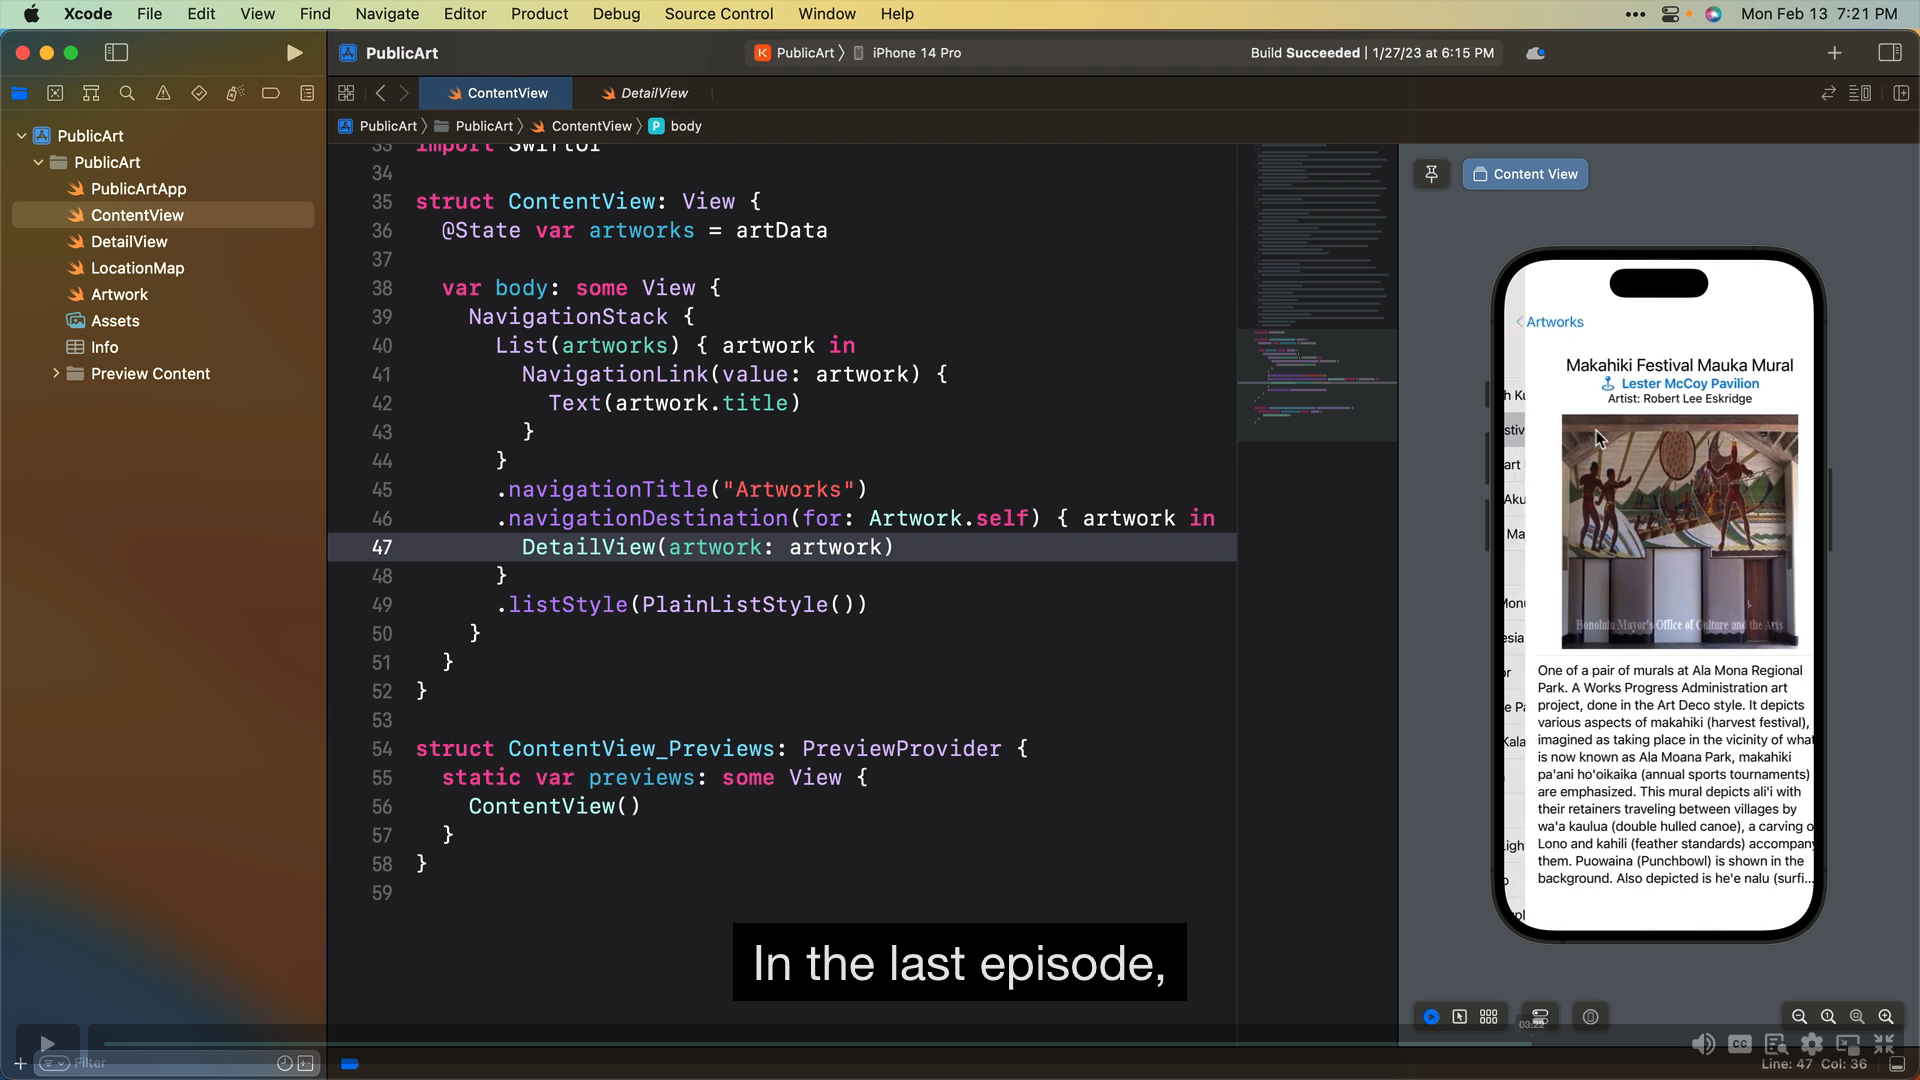 Xcode File Edit View Find Navigate Editor Product Debug Source Control Window Help Mon Feb 13 7:21 PM
PublicArt PublicArt iPhone 14 Pro Build Succeeded | 1/27/23 at 6:15 PM
ContentView DetailView
PublicArt PublicArt ContentView P body
PublicArt
PublicArt
PublicArtApp
ContentView
DetailView
LocationMap
Artwork
Assets
Info
Preview Content
Filter
33 import SwiftUI
34
35 struct ContentView: View {
36 @State var artworks = artData
37
38 var body: some View {
39 NavigationStack {
40 List(artworks) { artwork in
41 NavigationLink(value: artwork) {
42 Text(artwork.title)
43 }
44 }
45 .navigationTitle("Artworks")
46 .navigationDestination(for: Artwork.self) { artwork in
47 DetailView(artwork: artwork)
48 }
49 .listStyle(PlainListStyle())
50 }
51 }
52 }
53
54 struct ContentView_Previews: PreviewProvider {
55 static var previews: some View {
56 ContentView()
57 }
58 }
59
Content View
Artworks
Makahiki Festival Mauka Mural
Lester McCoy Pavilion
Artist: Robert Lee Eskridge
Honolulu Mayor's Office of Culture and the Arts
One of a pair of murals at Ala Mona Regional
Park. A Works Progress Administration art
project, done in the Art Deco style. It depicts
various aspects of makahiki (harvest festival),
imagined as taking place in the vicinity of what
is now known as Ala Moana Park, makahiki
pa'ani ho'oikaika (annual sports tournaments)
are emphasized. This mural depicts ali'i with
their retainers traveling between villages by
wa'a kaulua (double hulled canoe), a carving o
Lono and kahili (feather standards) accompany
them. Puowaina (Punchbowl) is shown in the
background. Also depicted is he'e nalu (surfi...
In the last episode,
03:22
CC
Line: 47 Col: 36